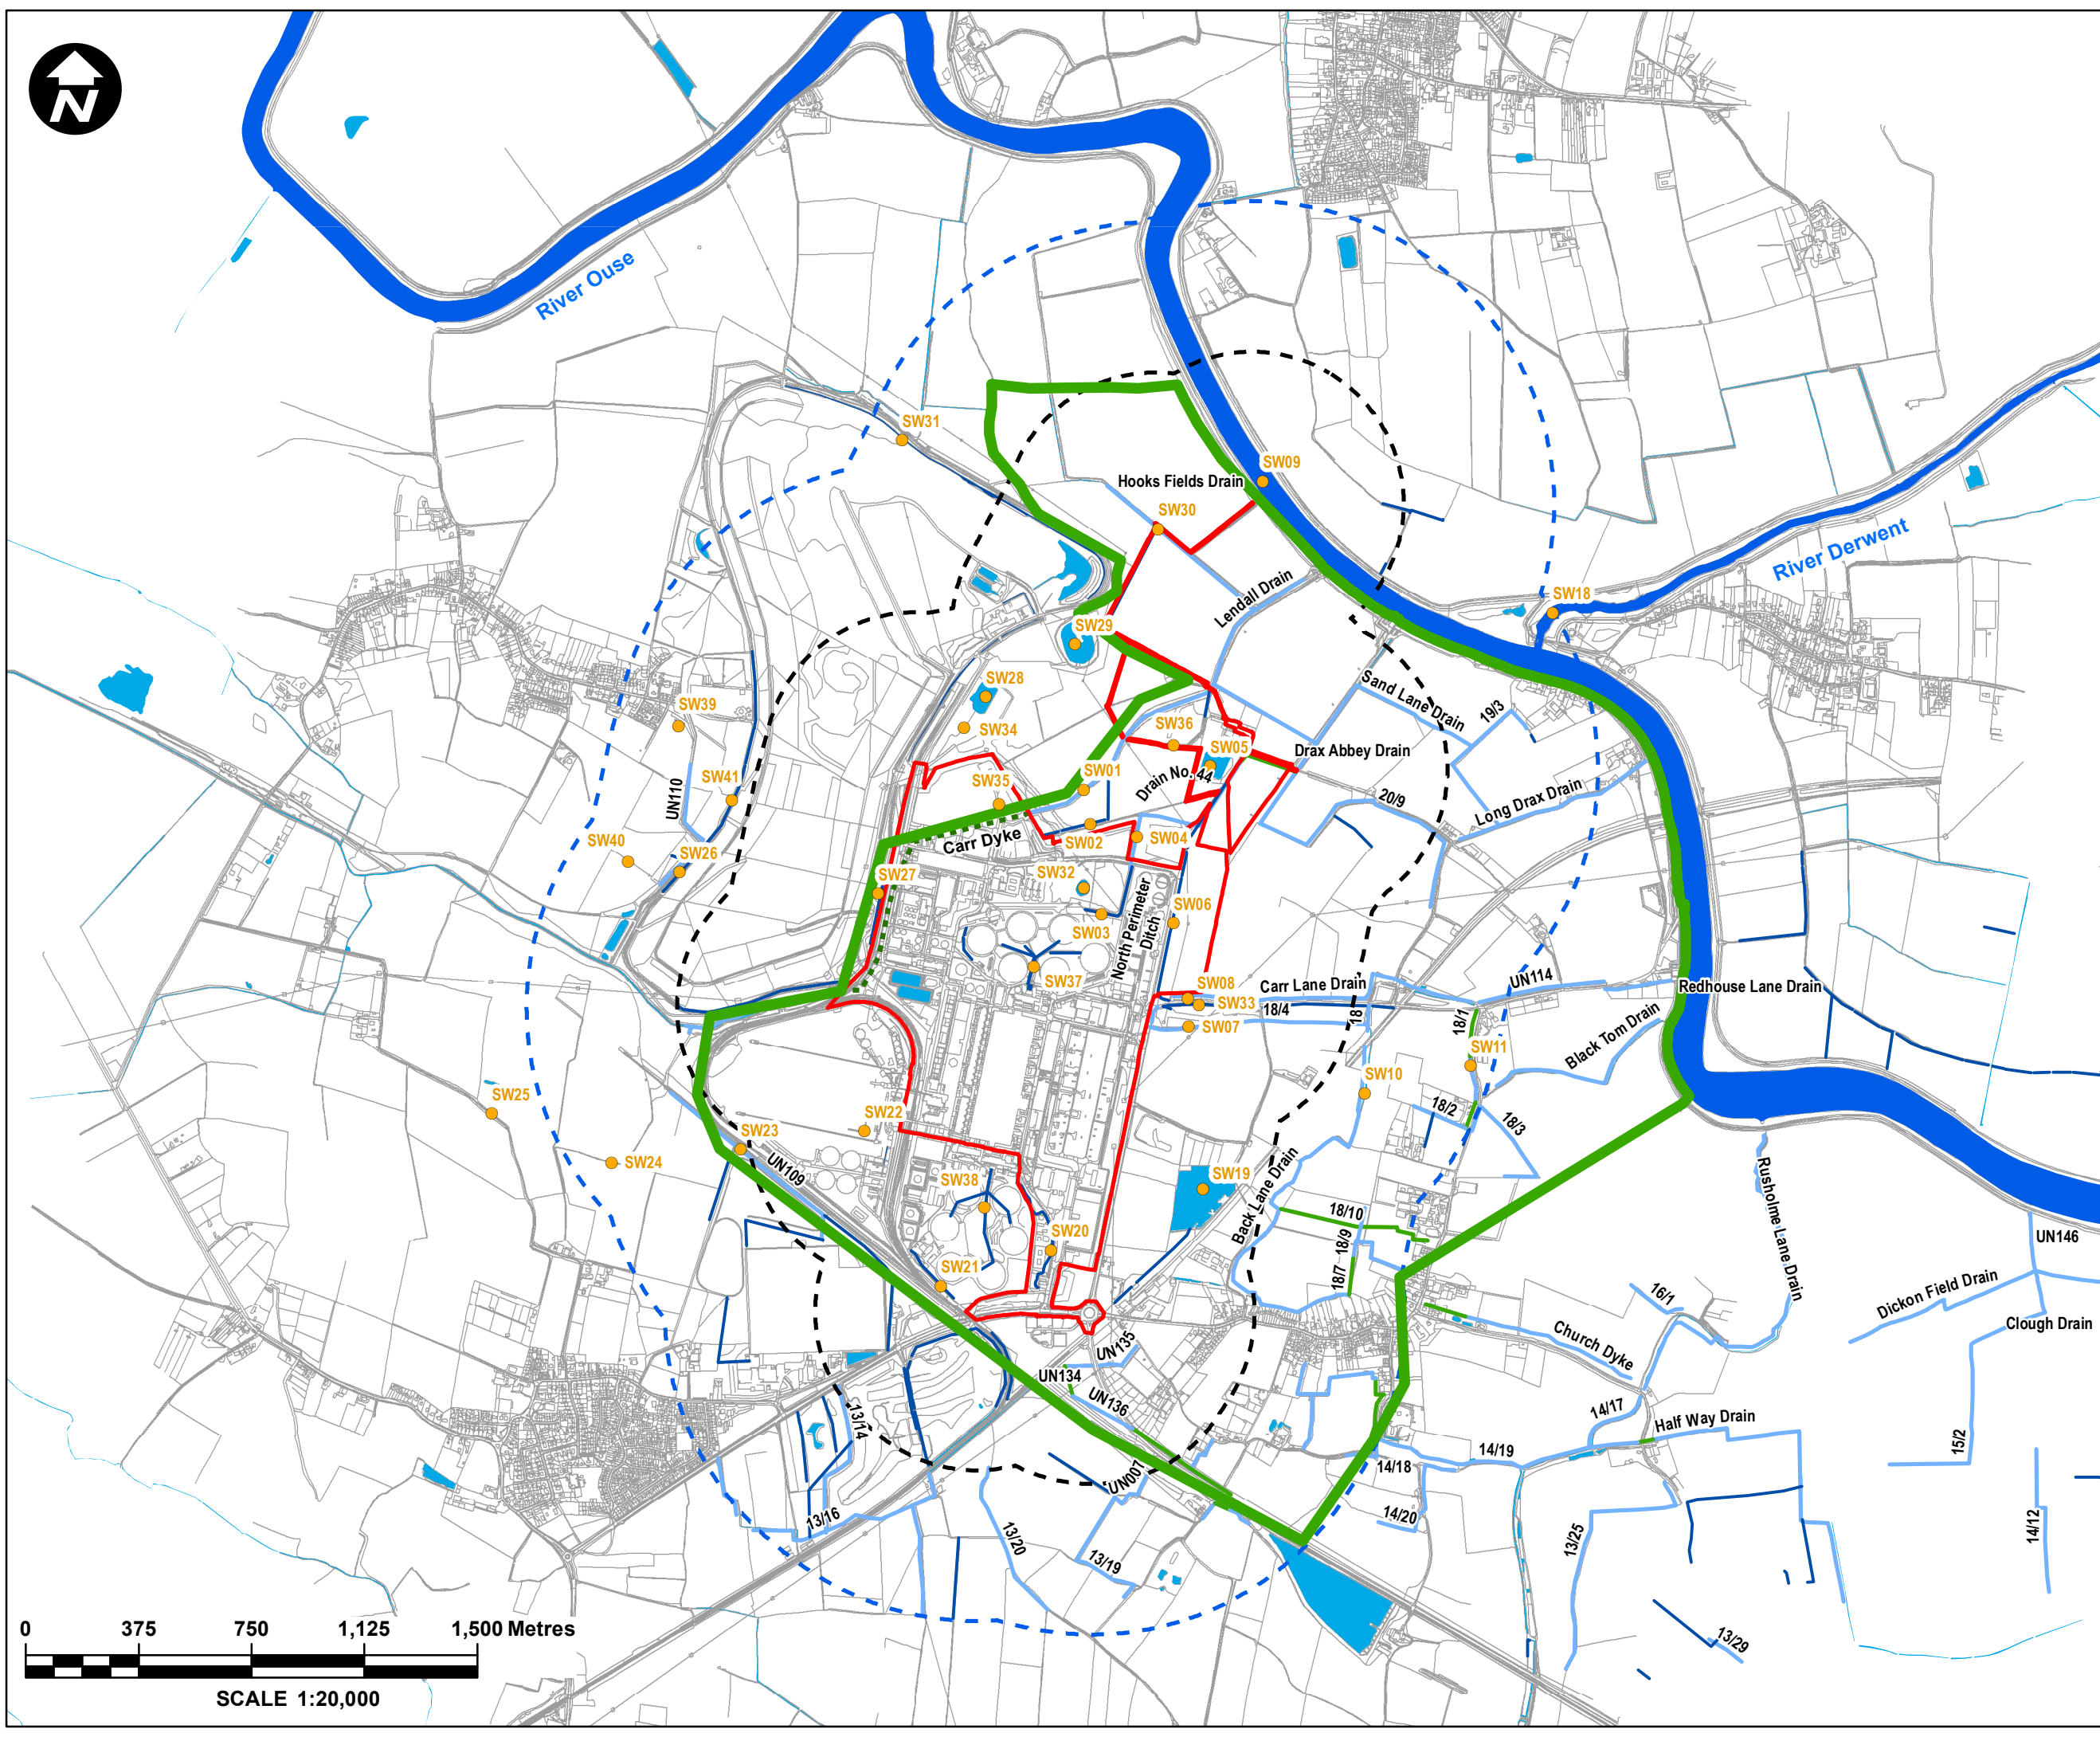 N
River Ouse
SW31
SW09
Hooks Fields Drain
SW30
River Derwent
Lendall Drain
SW18
SW29
SW28
Sand Lane Drain
19/3
SW39
SW34
SW36
SW05
Drax Abbey Drain
SW41
UN110
SW35
SW01
Drain No. 44
20/9
Long Drax Drain
Carr Dyke
SW02
SW04
SW40
SW26
SW27
SW32
SW03
North Perimeter
Ditch
SW06
SW37
SW08
Carr Lane Drain
UN114
Redhouse Lane Drain
SW33
18/4
18/1
18/1
SW07
Black Tom Drain
SW11
SW10
SW25
18/2
18/3
SW22
SW23
SW24
UN109
SW38
SW19
Back Lane Drain
Rusholme Lane Drain
18/10
SW20
18/9
UN146
SW21
18/7
16/1
Dickon Field Drain
Clough Drain
Church Dyke
UN135
UN134
UN136
13/14
14/17
Half Way Drain
14/19
15/2
14/18
UN007
14/20
13/16
13/20
13/25
14/12
13/19
13/29
0 375 750 1,125 1,500 Metres
SCALE 1:20,000